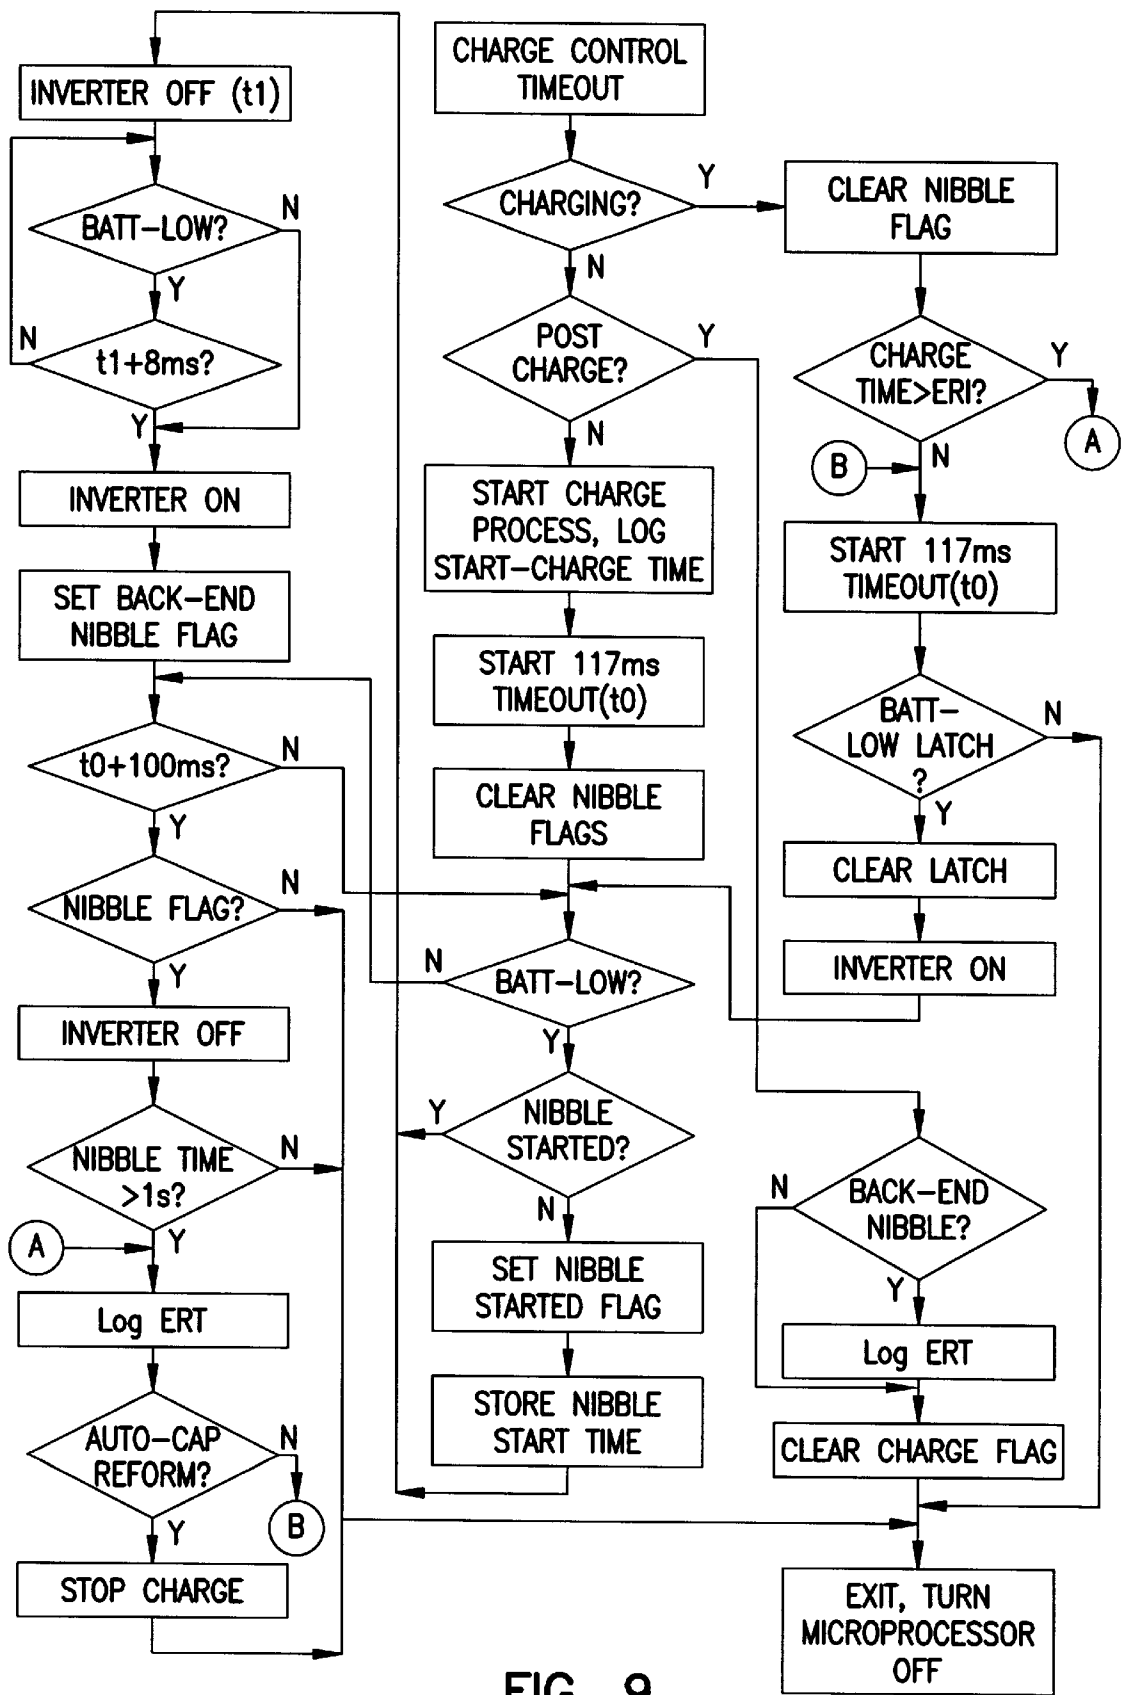 INVERTER OFF (t1)
BATT-LOW?
N
Y
N
t1+8ms?
Y
INVERTER ON
SET BACK-END
NIBBLE FLAG
t0+100ms?
N
Y
NIBBLE FLAG?
N
Y
INVERTER OFF
NIBBLE TIME
>1s?
N
Y
A
Log ERT
AUTO-CAP
REFORM?
N
B
Y
STOP CHARGE
CHARGE CONTROL
TIMEOUT
CHARGING?
Y
N
POST
CHARGE?
Y
N
START CHARGE
PROCESS, LOG
START-CHARGE TIME
START 117ms
TIMEOUT(t0)
CLEAR NIBBLE
FLAGS
BATT-LOW?
N
Y
NIBBLE
STARTED?
Y
N
SET NIBBLE
STARTED FLAG
STORE NIBBLE
START TIME
CLEAR NIBBLE
FLAG
CHARGE
TIME>ERI?
Y
A
N
B
START 117ms
TIMEOUT(t0)
BATT-
LOW LATCH
?
N
Y
CLEAR LATCH
INVERTER ON
BACK-END
NIBBLE?
N
Y
Log ERT
CLEAR CHARGE FLAG
EXIT, TURN
MICROPROCESSOR
OFF
FIG. 9